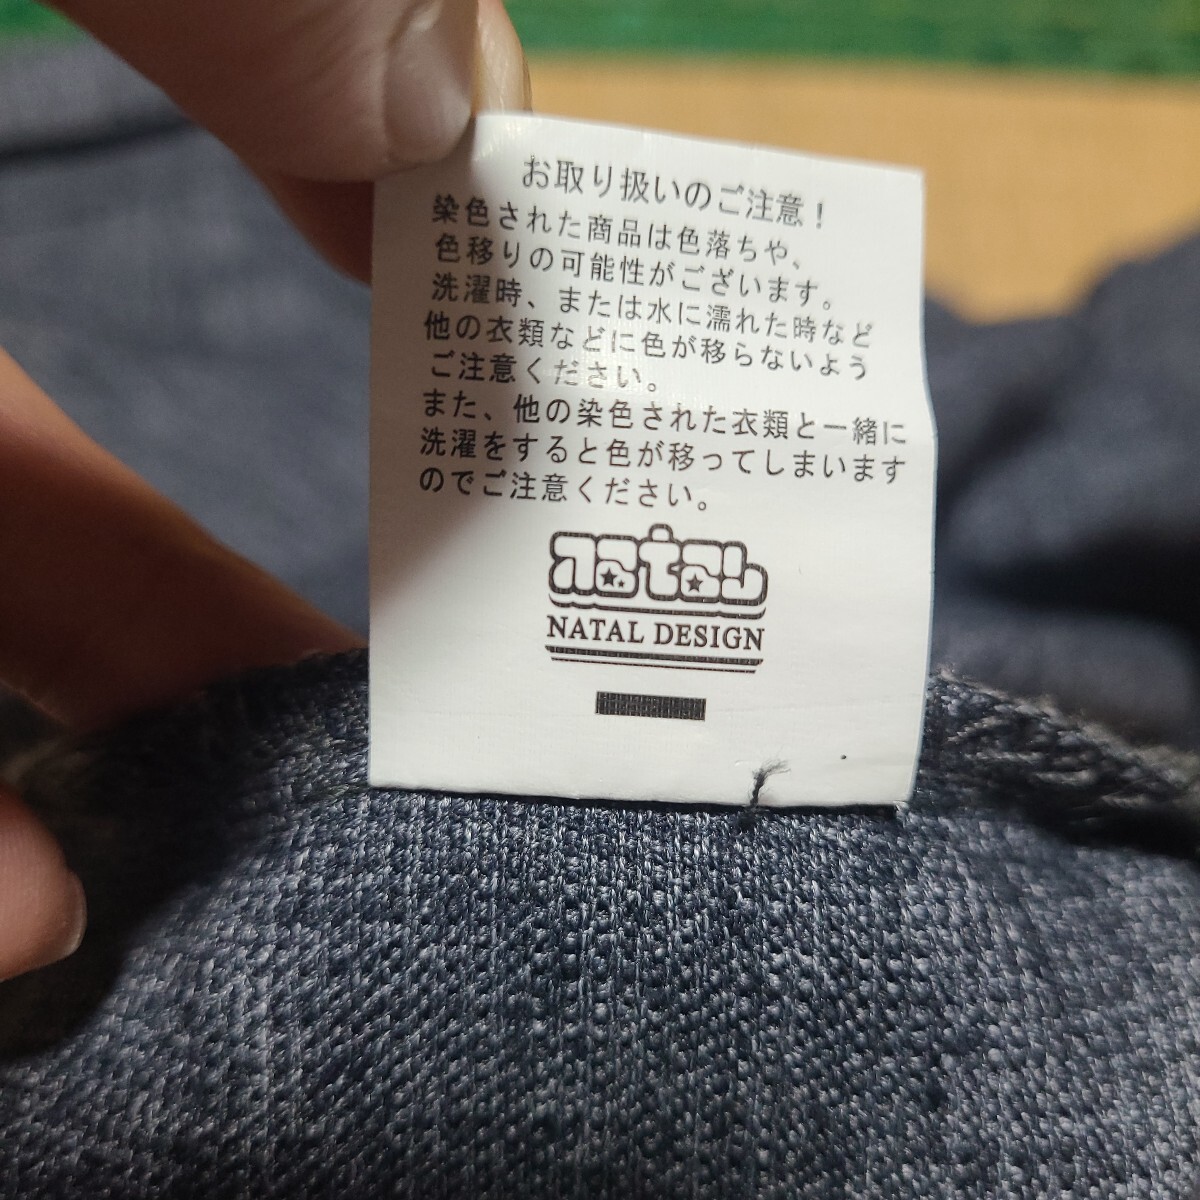 お取り扱いのご注意！
染色された商品は色落ちや、
色移りの可能性がございます。
洗濯時、または水に濡れた時など
他の衣類などに色が移らないよう
ご注意ください。
また、他の染色された衣類と一緒に
洗濯をすると色が移ってしまいます
のでご注意ください。
natal
NATAL DESIGN